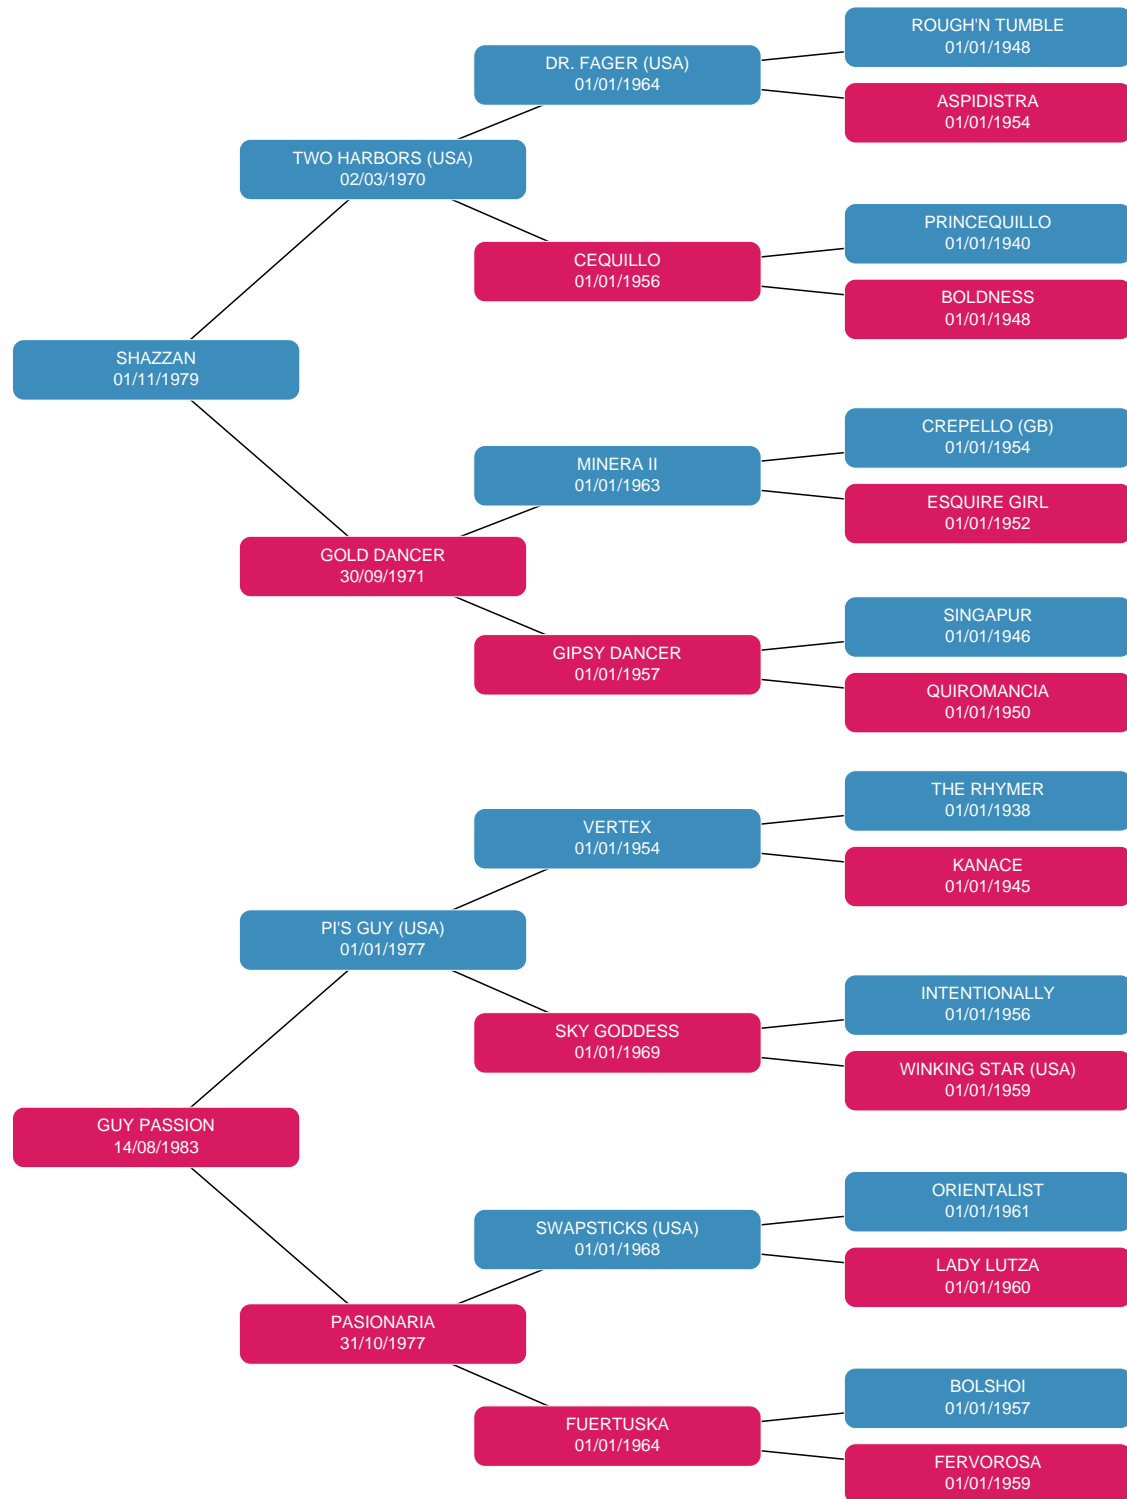 ROUGH'N TUMBLE
01/01/1948
DR. FAGER (USA)
01/01/1964
ASPIDISTRA
01/01/1954
TWO HARBORS (USA)
02/03/1970
PRINCEQUILLO
01/01/1940
CEQUILLO
01/01/1956
BOLDNESS
01/01/1948
SHAZZAN
01/11/1979
CREPELLO (GB)
01/01/1954
MINERA II
01/01/1963
ESQUIRE GIRL
01/01/1952
GOLD DANCER
30/09/1971
SINGAPUR
01/01/1946
GIPSY DANCER
01/01/1957
QUIROMANCIA
01/01/1950
THE RHYMER
01/01/1938
VERTEX
01/01/1954
KANACE
01/01/1945
PI'S GUY (USA)
01/01/1977
INTENTIONALLY
01/01/1956
SKY GODDESS
01/01/1969
WINKING STAR (USA)
01/01/1959
GUY PASSION
14/08/1983
ORIENTALIST
01/01/1961
SWAPSTICKS (USA)
01/01/1968
LADY LUTZA
01/01/1960
PASIONARIA
31/10/1977
BOLSHOI
01/01/1957
FUERTUSKA
01/01/1964
FERVOROSA
01/01/1959